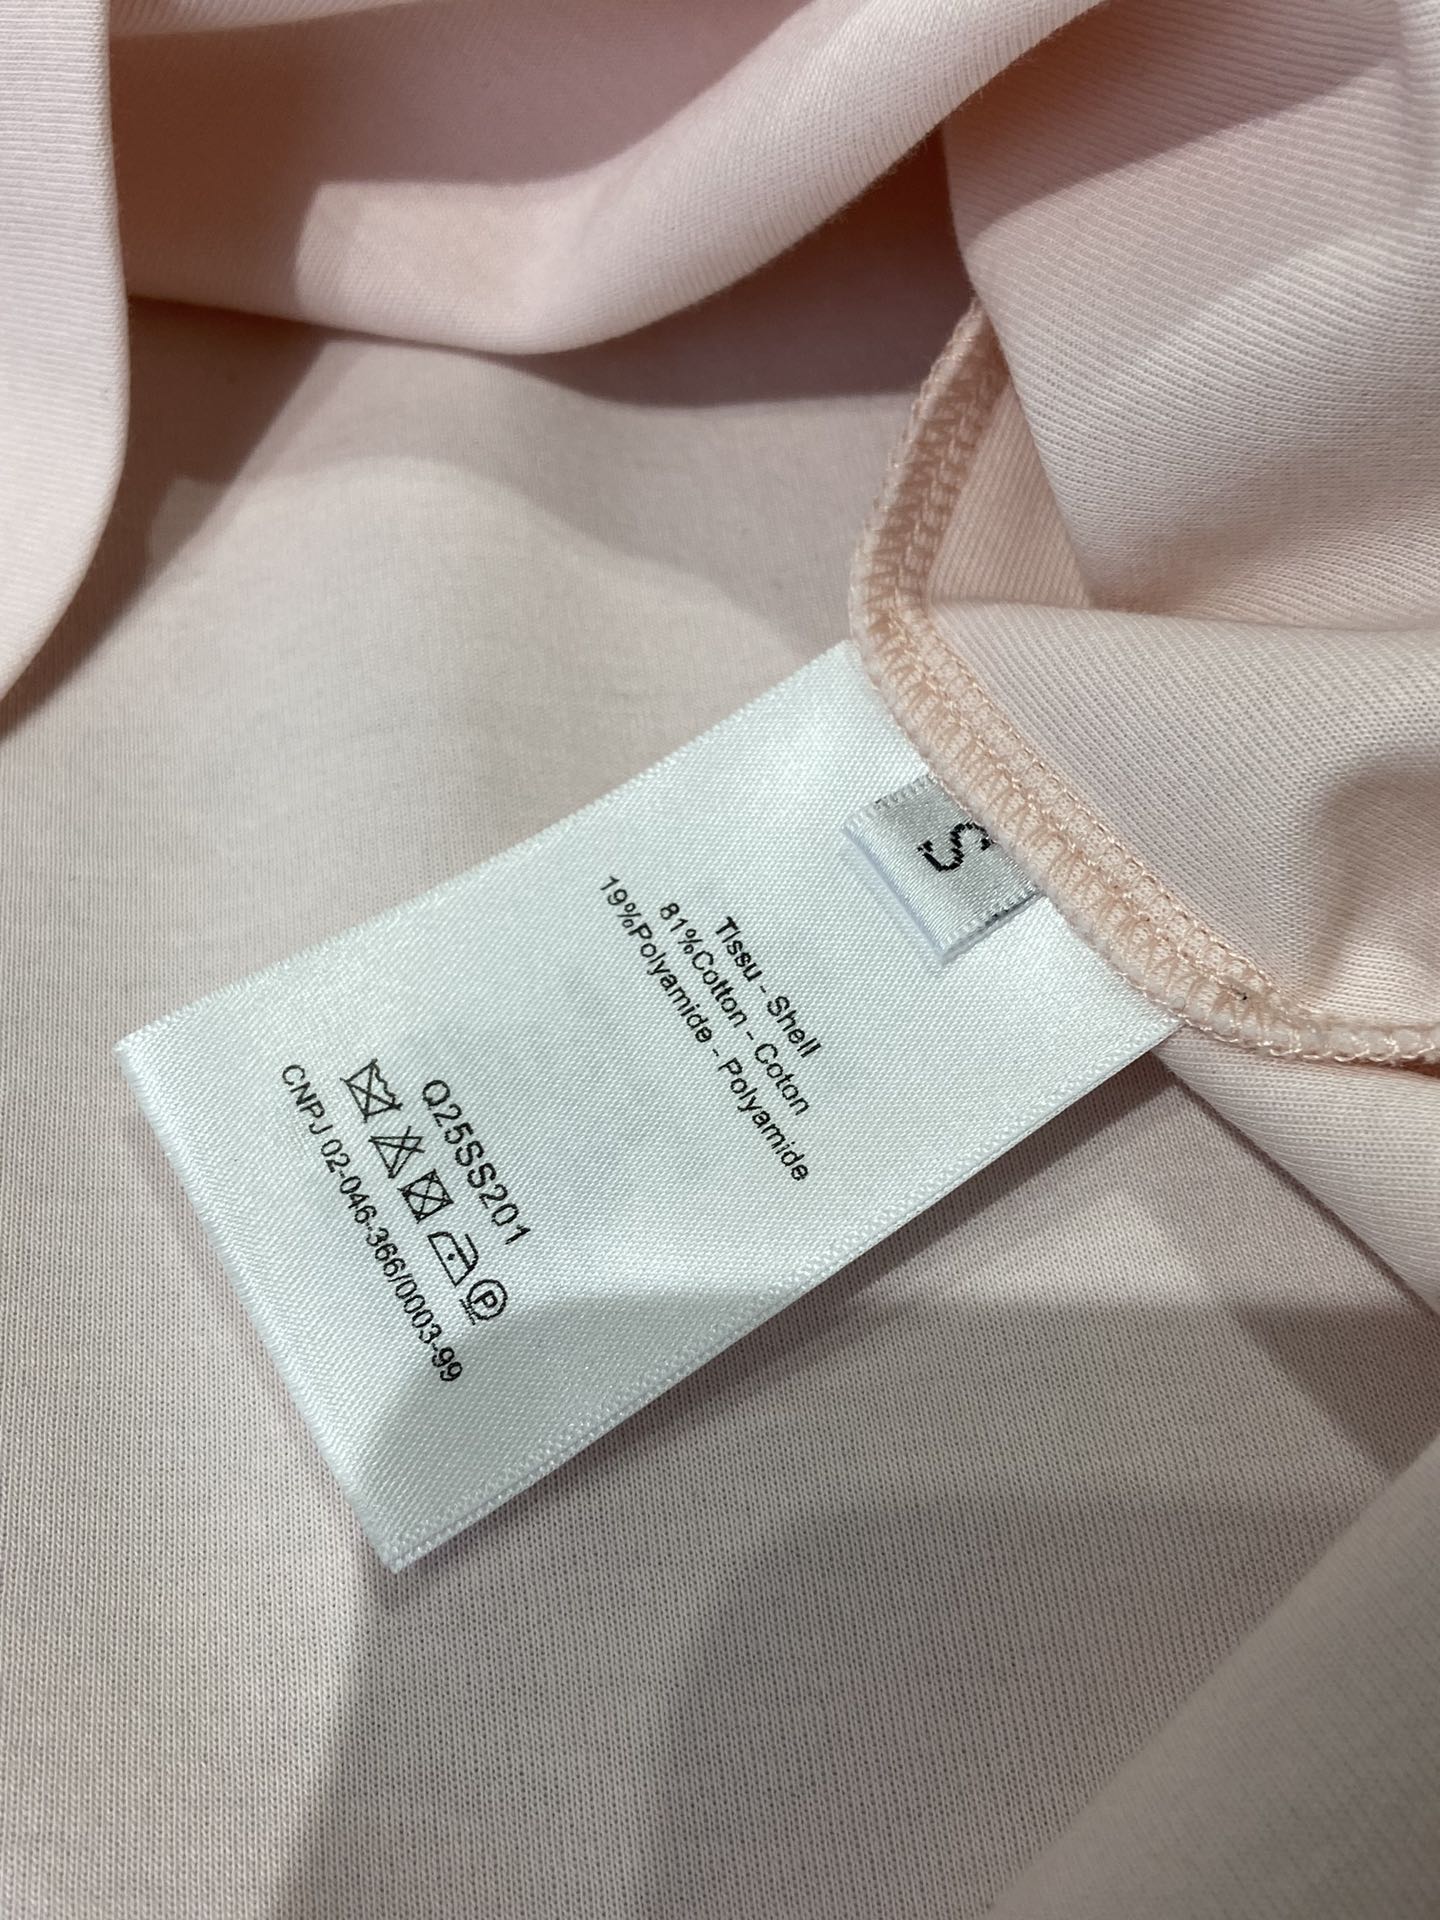 S
Tissu - Shell
81%Cotton - Coton
19%Polyamide - Polyamide
Q25SS201
P
CNPJ 02-046-366/0003-99